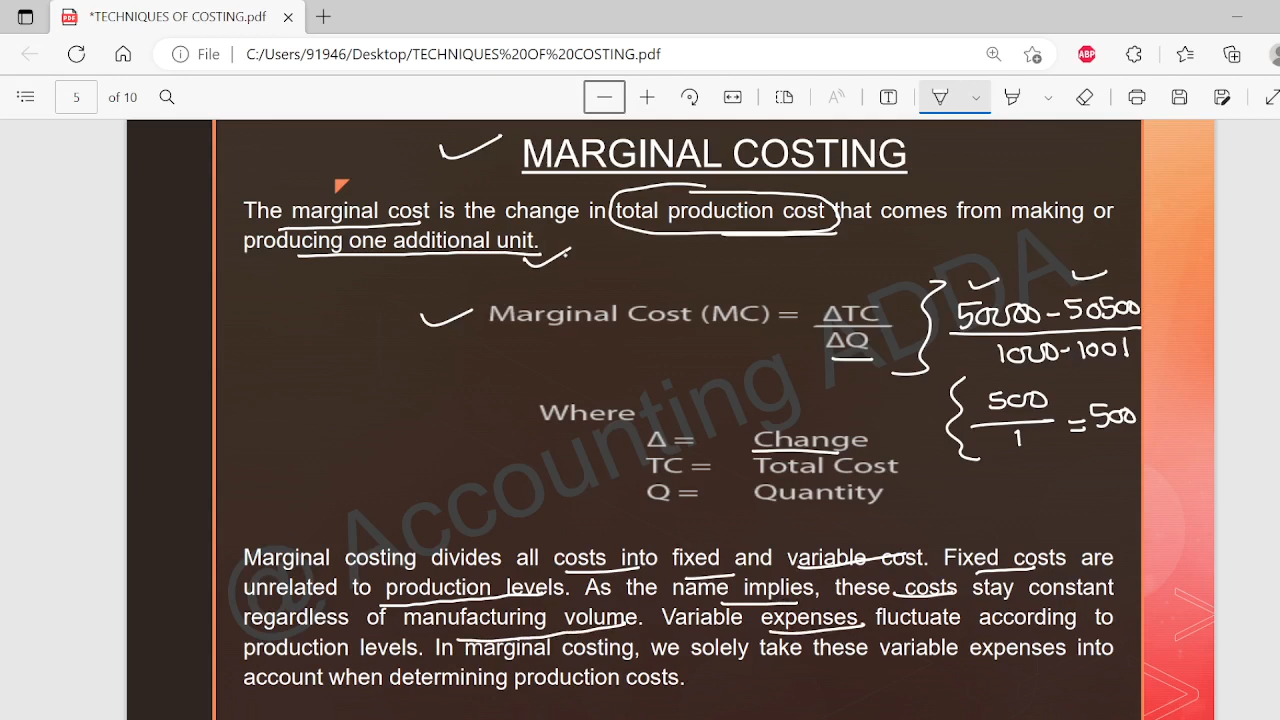 *TECHNIQUES OF COSTING.pdf
File C:/Users/91946/Desktop/TECHNIQUES%20OF%20COSTING.pdf
5 of 10
MARGINAL COSTING
The marginal cost is the change in total production cost that comes from making or
producing one additional unit.
Marginal Cost (MC) = ΔTC
ΔQ
50000-50500
1000-1001
500
1
=500
Where
Δ = Change
TC = Total Cost
Q = Quantity
Marginal costing divides all costs into fixed and variable cost. Fixed costs are
unrelated to production levels. As the name implies, these costs stay constant
regardless of manufacturing volume. Variable expenses fluctuate according to
production levels. In marginal costing, we solely take these variable expenses into
account when determining production costs.
@ Accounting ADDA